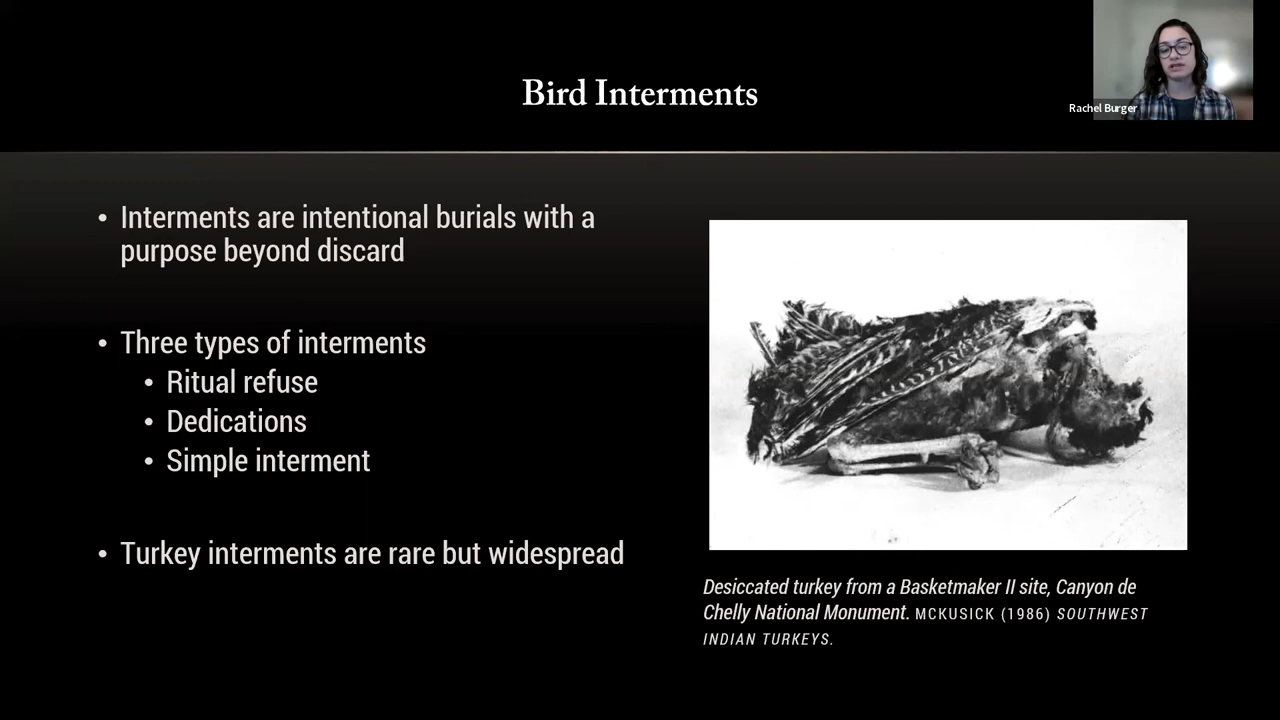 Bird Interments
Rachel Burger
• Interments are intentional burials with a
purpose beyond discard
• Three types of interments
• Ritual refuse
• Dedications
• Simple interment
• Turkey interments are rare but widespread
Desiccated turkey from a Basketmaker II site, Canyon de
Chelly National Monument. MCKUSICK (1986) SOUTHWEST
INDIAN TURKEYS.